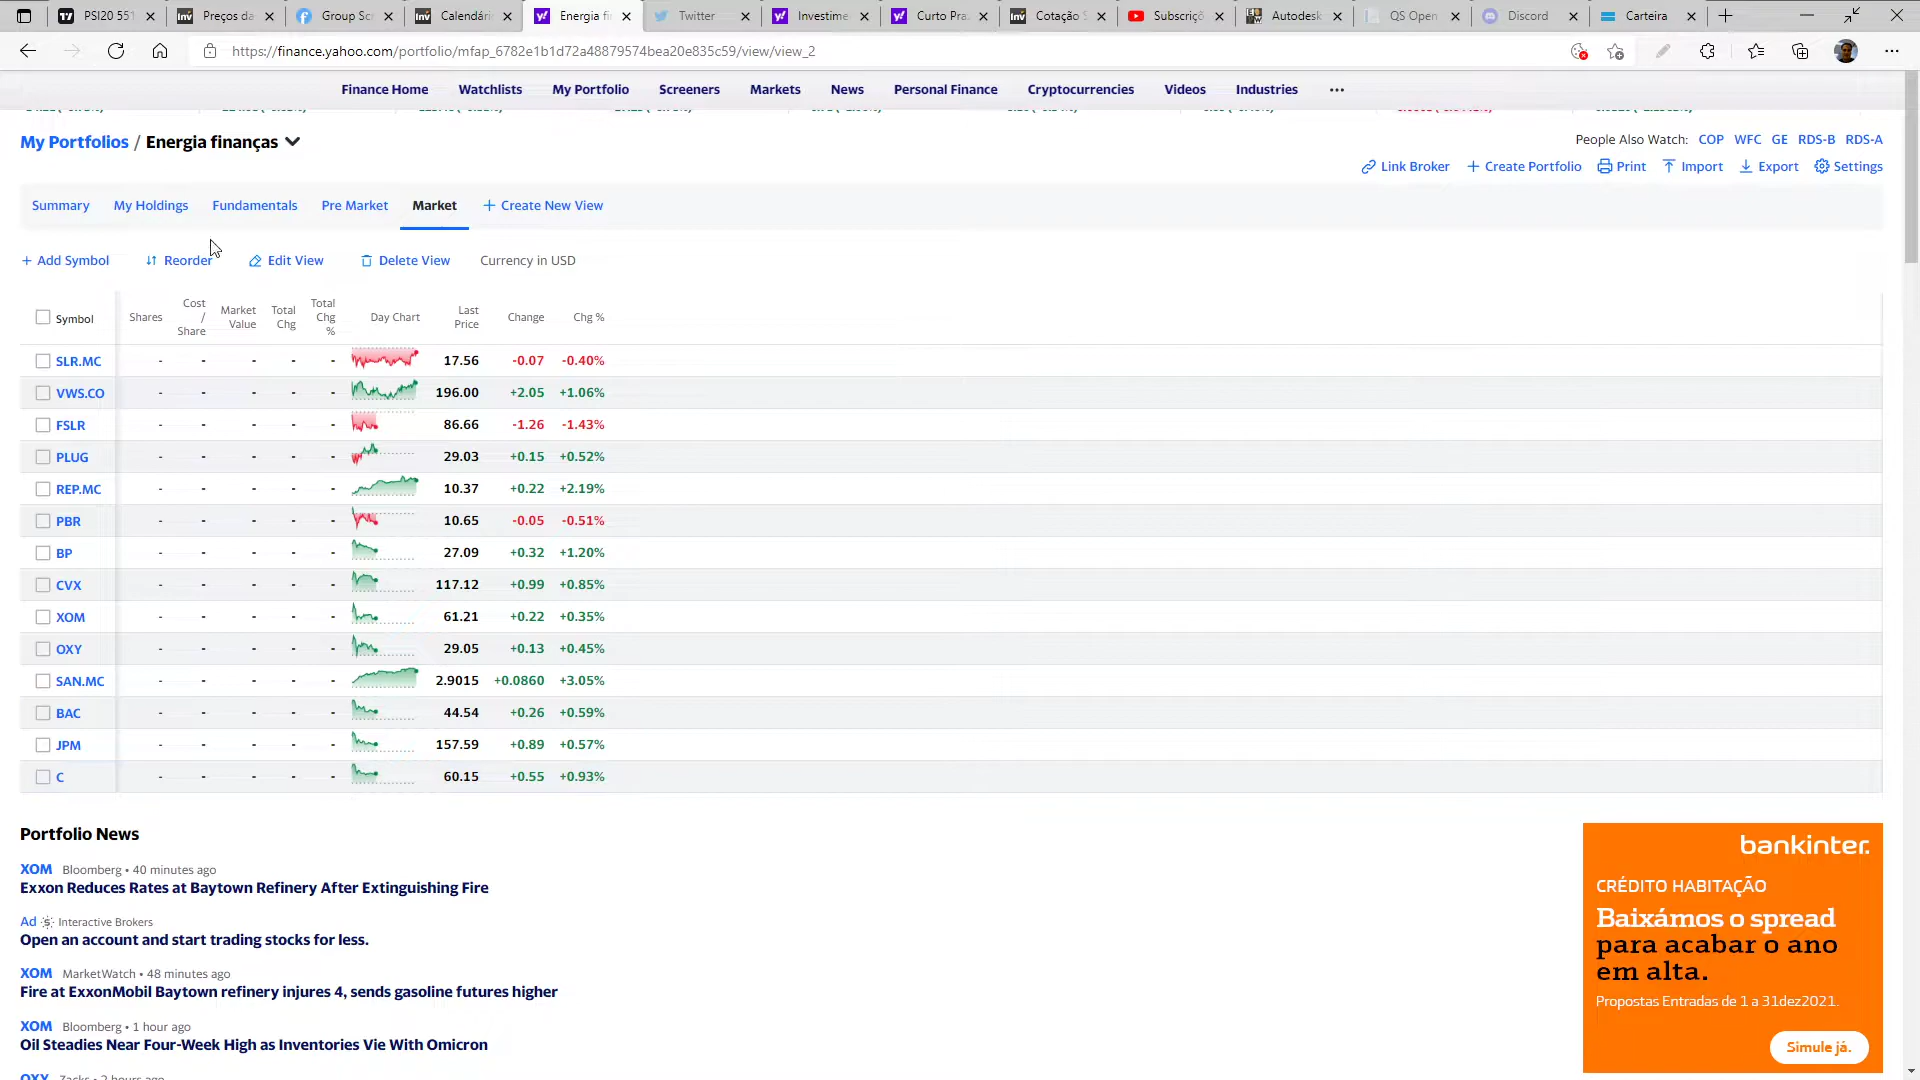 PSI20 551
Preços da
Group Sc
Calendári
Energia fi
Twitter
Investime
Curto Pra
Cotação S
Subscriç
Autodesk
QS Open
Discord
Carteira
https://finance.yahoo.com/portfolio/mfap_6782e1b1d72a48879574bea20e835c59/view/view_2
Finance Home Watchlists My Portfolio Screeners Markets News Personal Finance Cryptocurrencies Videos Industries
My Portfolios / Energia finanças
People Also Watch: COP WFC GE RDS-B RDS-A
Link Broker + Create Portfolio Print Import Export Settings
Summary My Holdings Fundamentals Pre Market Market + Create New View
+ Add Symbol Reorder Edit View Delete View Currency in USD
Symbol Shares Cost / Share Market Value Total Chg Total Chg % Day Chart Last Price Change Chg %
SLR.MC - - - - - 17.56 -0.07 -0.40%
VWS.CO - - - - - 196.00 +2.05 +1.06%
FSLR - - - - - 86.66 -1.26 -1.43%
PLUG - - - - - 29.03 +0.15 +0.52%
REP.MC - - - - - 10.37 +0.22 +2.19%
PBR - - - - - 10.65 -0.05 -0.51%
BP - - - - - 27.09 +0.32 +1.20%
CVX - - - - - 117.12 +0.99 +0.85%
XOM - - - - - 61.21 +0.22 +0.35%
OXY - - - - - 29.05 +0.13 +0.45%
SAN.MC - - - - - 2.9015 +0.0860 +3.05%
BAC - - - - - 44.54 +0.26 +0.59%
JPM - - - - - 157.59 +0.89 +0.57%
C - - - - - 60.15 +0.55 +0.93%
Portfolio News
XOM Bloomberg • 40 minutes ago
Exxon Reduces Rates at Baytown Refinery After Extinguishing Fire
Ad Interactive Brokers
Open an account and start trading stocks for less.
XOM MarketWatch • 48 minutes ago
Fire at ExxonMobil Baytown refinery injures 4, sends gasoline futures higher
XOM Bloomberg • 1 hour ago
Oil Steadies Near Four-Week High as Inventories Vie With Omicron
OXY Zacks • 2 hours ago
bankinter.
CRÉDITO HABITAÇÃO
Baixámos o spread
para acabar o ano
em alta.
Propostas Entradas de 1 a 31dez2021.
Simule já.